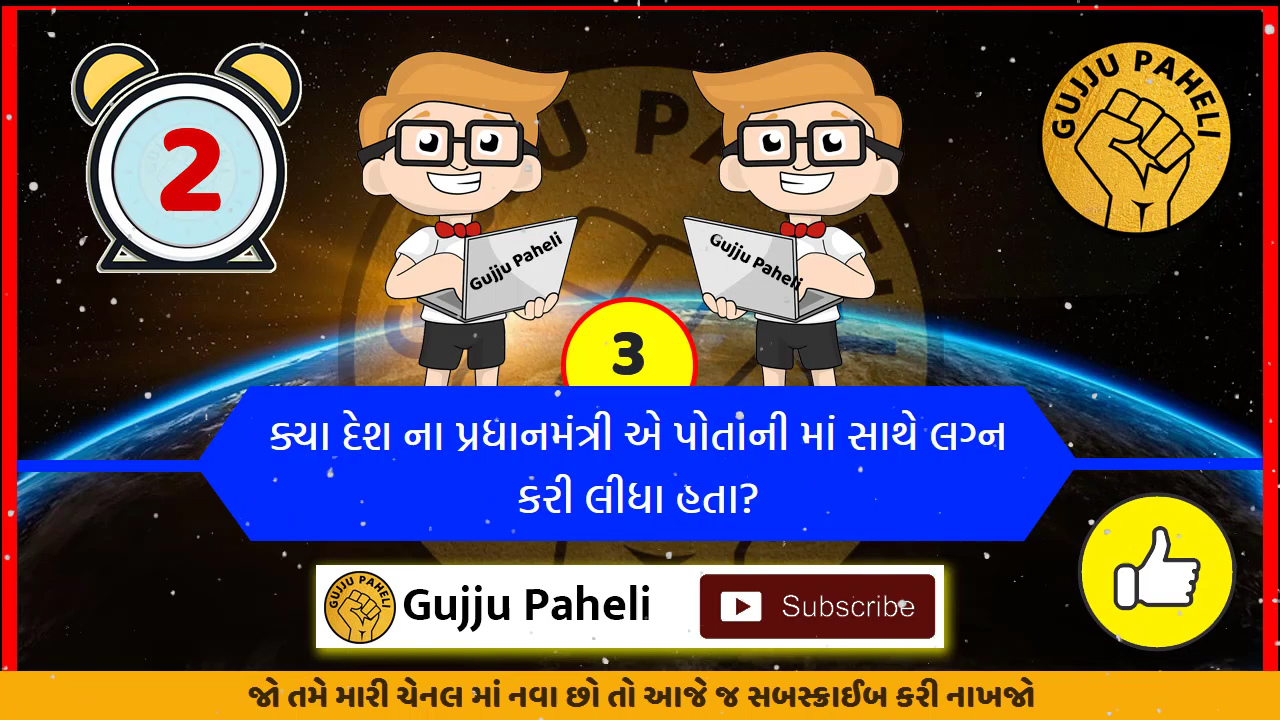 2
GUJJU PAHELI
Gujju Paheli
Gujju Paheli
3
ક્યા દેશ ના પ્રધાનમંત્રી એ પોતાની માં સાથે લગ્ન
કરી લીધા હતા?
GUJJU PAHELI
Gujju Paheli
Subscribe
જો તમે મારી ચેનલ માં નવા છો તો આજે જ સબસ્ક્રાઈબ કરી નાખજો